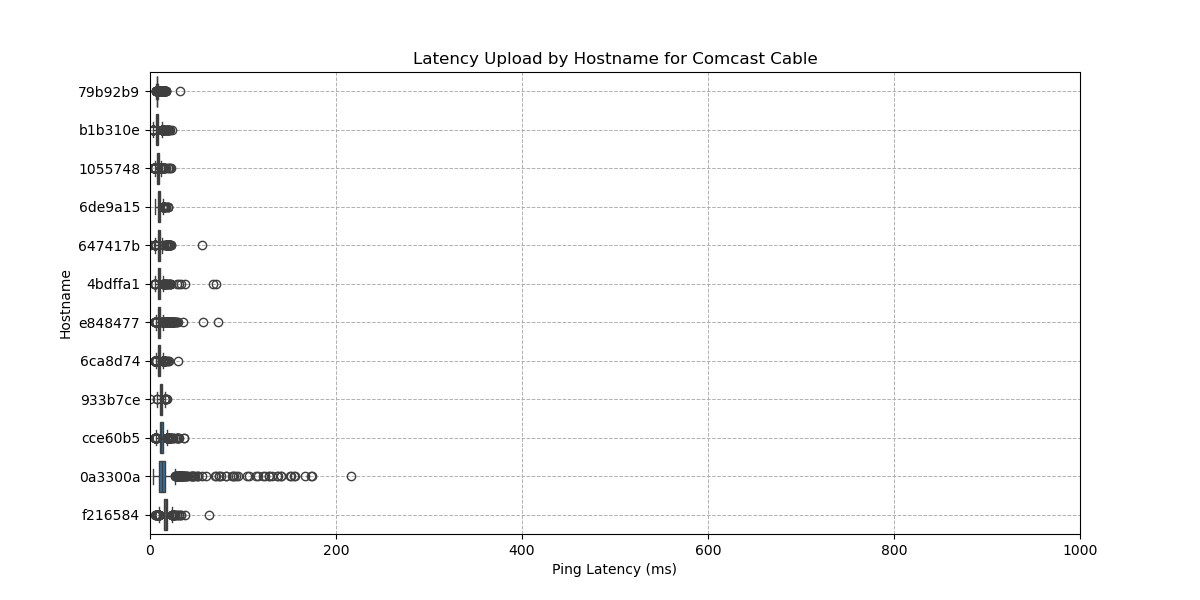 Latency Upload by Hostname for Comcast Cable
Hostname
79b92b9
b1b310e
1055748
6de9a15
647417b
4bdffa1
e848477
6ca8d74
933b7ce
cce60b5
0a3300a
f216584
0 200 400 600 800 1000
Ping Latency (ms)